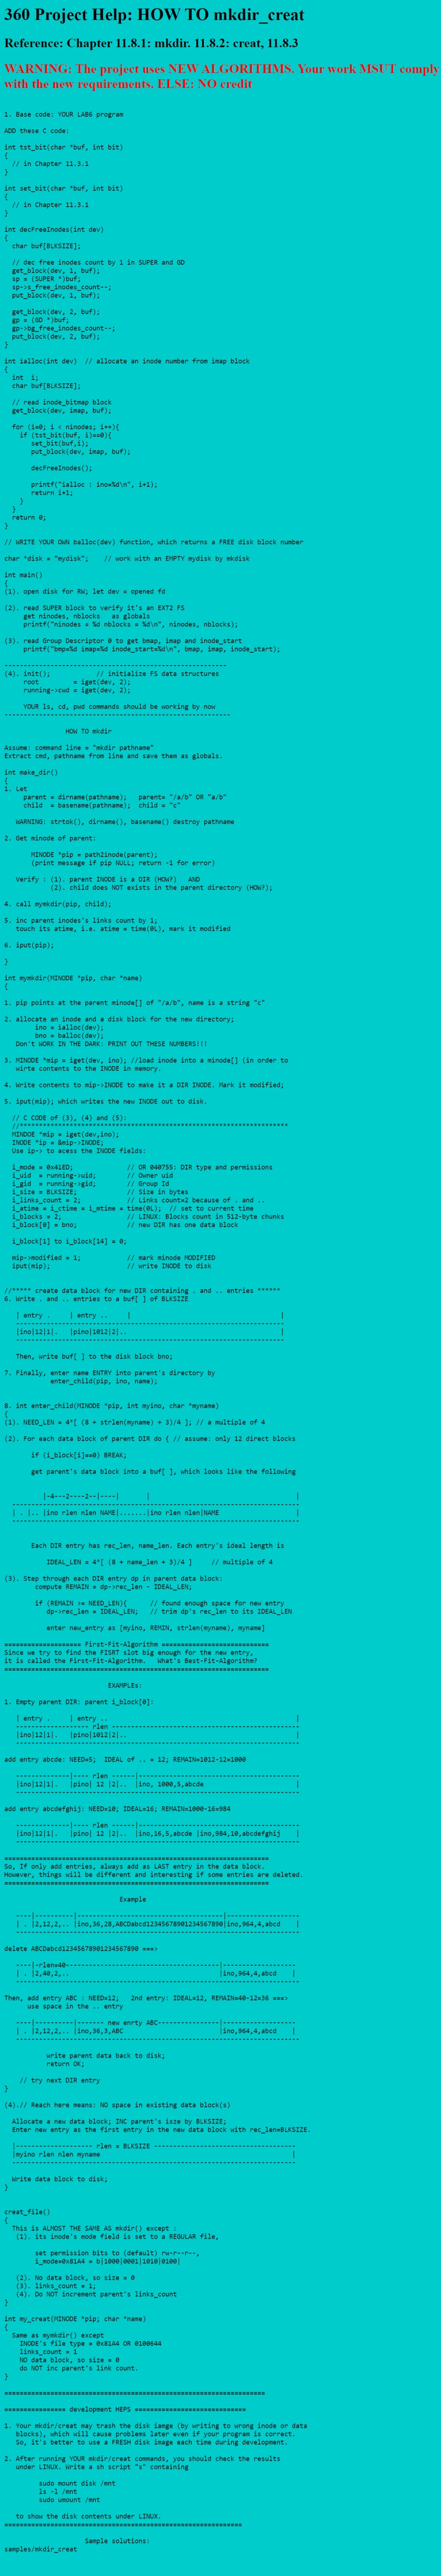 360 Project Help: HOW TO mkdir_creat
Reference: Chapter 11.8.1: mkdir. 11.8.2: creat, 11.8.3
WARNING: The project uses NEW ALGORITHMS. Your work MSUT comply
with the new requirements. ELSE: NO credit
1. Base code: YOUR LAB6 program
ADD these C code:
int tst_bit(char *buf, int bit)
{
// in Chapter 11.3.1
}
int set_bit(char *buf, int bit)
{
// in Chapter 11.3.1
}
int decFreeInodes(int dev)
{
char buf[BLKSIZE];
// dec free inodes count by 1 in SUPER and GD
get_block(dev, 1, buf);
sp = (SUPER *)buf;
sp->s_free_inodes_count--;
put_block(dev, 1, buf);
get_block(dev, 2, buf);
gp = (GD *)buf;
gp->bg_free_inodes_count--;
put_block(dev, 2, buf);
}
int ialloc(int dev)  // allocate an inode number from imap block
{
int  i;
char buf[BLKSIZE];
// read inode_bitmap block
get_block(dev, imap, buf);
for (i=0; i < ninodes; i++){
if (tst_bit(buf, i)==0){
set_bit(buf,i);
put_block(dev, imap, buf);
decFreeInodes();
printf("ialloc : ino=%d\n", i+1);
return i+1;
}
}
return 0;
}
// WRITE YOUR OWN balloc(dev) function, which returns a FREE disk block number
char *disk = "mydisk";    // work with an EMPTY mydisk by mkdisk
int main()
{
(1). open disk for RW; let dev = opened fd
(2). read SUPER block to verify it's an EXT2 FS
get ninodes, nblocks   as globals
printf("ninodes = %d nblocks = %d\n", ninodes, nblocks);
(3). read Group Descriptor 0 to get bmap, imap and inode_start
printf("bmp=%d imap=%d inode_start=%d\n", bmap, imap, inode_start);
----------------------------------------------------------
(4). init();            // initialize FS data structures
root         = iget(dev, 2);
running->cwd = iget(dev, 2);
YOUR ls, cd, pwd commands should be working by now
-----------------------------------------------------------
HOW TO mkdir
Assume: command line = "mkdir pathname"
Extract cmd, pathname from line and save them as globals.
int make_dir()
{
1. Let
parent = dirname(pathname);   parent= "/a/b" OR "a/b"
child  = basename(pathname);  child = "c"
WARNING: strtok(), dirname(), basename() destroy pathname
2. Get minode of parent:
MINODE *pip = path2inode(parent);
(print message if pip NULL; return -1 for error)
Verify : (1). parent INODE is a DIR (HOW?)   AND
(2). child does NOT exists in the parent directory (HOW?);
4. call mymkdir(pip, child);
5. inc parent inodes's links count by 1;
touch its atime, i.e. atime = time(0L), mark it modified
6. iput(pip);
}
int mymkdir(MINODE *pip, char *name)
{
1. pip points at the parent minode[] of "/a/b", name is a string "c"
2. allocate an inode and a disk block for the new directory;
ino = ialloc(dev);
bno = balloc(dev);
Don't WORK IN THE DARK: PRINT OUT THESE NUMBERS!!!
3. MINODE *mip = iget(dev, ino); //load inode into a minode[] (in order to
wirte contents to the INODE in memory.
4. Write contents to mip->INODE to make it a DIR INODE. Mark it modified;
5. iput(mip); which writes the new INODE out to disk.
// C CODE of (3), (4) and (5):
//**********************************************************************
MINDOE *mip = iget(dev,ino);
INODE *ip = &mip->INODE;
Use ip-> to acess the INODE fields:
i_mode = 0x41ED;              // OR 040755: DIR type and permissions
i_uid  = running->uid;        // Owner uid
i_gid  = running->gid;        // Group Id
i_size = BLKSIZE;             // Size in bytes
i_links_count = 2;            // Links count=2 because of . and ..
i_atime = i_ctime = i_mtime = time(0L);  // set to current time
i_blocks = 2;                 // LINUX: Blocks count in 512-byte chunks
i_block[0] = bno;             // new DIR has one data block
i_block[1] to i_block[14] = 0;
mip->modified = 1;            // mark minode MODIFIED
iput(mip);                    // write INODE to disk
//***** create data block for new DIR containing . and .. entries ******
6. Write . and .. entries to a buf[ ] of BLKSIZE
| entry .     | entry ..     |                                       |
----------------------------------------------------------------------
|ino|12|1|.   |pino|1012|2|..                                         |
----------------------------------------------------------------------
Then, write buf[ ] to the disk block bno;
7. Finally, enter name ENTRY into parent's directory by
enter_child(pip, ino, name);
8. int enter_child(MINODE *pip, int myino, char *myname)
{
(1). NEED_LEN = 4*[ (8 + strlen(myname) + 3)/4 ]; // a multiple of 4
(2). For each data block of parent DIR do { // assume: only 12 direct blocks
if (i_block[i]==0) BREAK;
get parent's data block into a buf[ ], which looks like the following
|-4---2----2--|----|       |                                      |
---------------------------------------------------------------------------
| . |.. |ino rlen nlen NAME|.......|ino rlen nlen|NAME                    |
---------------------------------------------------------------------------
Each DIR entry has rec_len, name_len. Each entry's ideal length is
IDEAL_LEN = 4*[ (8 + name_len + 3)/4 ]     // multiple of 4
(3). Step through each DIR entry dp in parent data block:
compute REMAIN = dp->rec_len - IDEAL_LEN;
if (REMAIN >= NEED_LEN){      // found enough space for new entry
dp->rec_len = IDEAL_LEN;   // trim dp's rec_len to its IDEAL_LEN
enter new_entry as [myino, REMIN, strlen(myname), myname]
==================== First-Fit-Algorithm ============================
Since we try to find the FISRT slot big enough for the new entry,
it is called the First-Fit-Algorithm.   What's Best-Fit-Algorithm?
=====================================================================
EXAMPLEs:
1. Empty parent DIR: parent i_block[0]:
| entry .     | entry ..                                                 |
------------------- rlen -------------------------------------------------
|ino|12|1|.   |pino|1012|2|..                                            |
--------------------------------------------------------------------------
add entry abcde: NEED=5;  IDEAL of .. = 12; REMAIN=1012-12=1000
--------------|---- rlen ------|------------------------------------------
|ino|12|1|.   |pino| 12 |2|..  |ino, 1000,5,abcde                        |
--------------------------------------------------------------------------
add entry abcdefghij: NEED=10; IDEAL=16; REMAIN=1000-16=984
--------------|---- rlen ------|------------------------------------------
|ino|12|1|.   |pino| 12 |2|..  |ino,16,5,abcde |ino,984,10,abcdefghij    |
--------------------------------------------------------------------------
=====================================================================
So, If only add entries, always add as LAST entry in the data block.
However, things will be different and interesting if some entries are deleted.
=====================================================================
Example
----|----------|--------------------------------------|-------------------
| . |2,12,2,.. |ino,36,28,ABCDabcd12345678901234567890|ino,964,4,abcd    |
--------------------------------------------------------------------------
delete ABCDabcd12345678901234567890 ===>
----|-rlen=40----------------------------------------|-------------------
| . |2,40,2,..                                       |ino,964,4,abcd    |
--------------------------------------------------------------------------
Then, add entry ABC : NEED=12;   2nd entry: IDEAL=12, REMAIN=40-12=36 ===>
use space in the .. entry
----|----------|------- new enrty ABC----------------|-------------------
| . |2,12,2,.. |ino,36,3,ABC                         |ino,964,4,abcd    |
--------------------------------------------------------------------------
write parent data back to disk;
return OK;
// try next DIR entry
}
(4).// Reach here means: NO space in existing data block(s)
Allocate a new data block; INC parent's isze by BLKSIZE;
Enter new entry as the first entry in the new data block with rec_len=BLKSIZE.
|-------------------- rlen = BLKSIZE -------------------------------------
|myino rlen nlen myname                                                  |
--------------------------------------------------------------------------
Write data block to disk;
}
creat_file()
{
This is ALMOST THE SAME AS mkdir() except :
(1). its inode's mode field is set to a REGULAR file,
set permission bits to (default) rw-r--r--,
i_mode=0x81A4 = b|1000|0001|1010|0100|
(2). No data block, so size = 0
(3). links_count = 1;
(4). Do NOT increment parent's links_count
}
int my_creat(MINODE *pip; char *name)
{
Same as mymkdir() except
INODE's file type = 0x81A4 OR 0100644
links_count = 1
NO data block, so size = 0
do NOT inc parent's link count.
}
====================================================================
================ development HEPS =============================
1. Your mkdir/creat may trash the disk iamge (by writing to wrong inode or data
blocks), which will cause problems later even if your program is correct.
So, it's better to use a FRESH disk image each time during development.
2. After running YOUR mkdir/creat commands, you should check the results
under LINUX. Write a sh script "s" containing
sudo mount disk /mnt
ls -l /mnt
sudo umount /mnt
to show the disk contents under LINUX.
==============================================================
Sample solutions:
samples/mkdir_creat